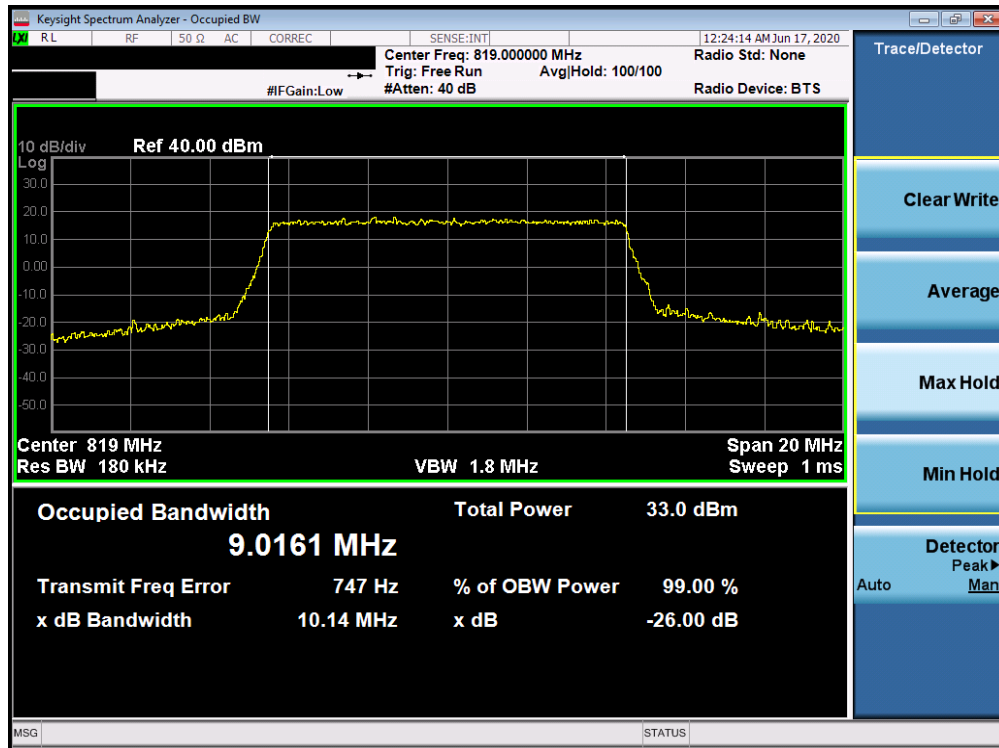 Keysight Spectrum Analyzer - Occupied BW
LXI RL RF 50 Ω AC CORREC SENSE:INT 12:24:14 AM Jun 17, 2020
Center Freq: 819.000000 MHz Radio Std: None
Trig: Free Run Avg|Hold: 100/100
#IFGain:Low #Atten: 40 dB Radio Device: BTS
10 dB/div Ref 40.00 dBm
Log
30.0
20.0
10.0
0.00
-10.0
-20.0
-30.0
-40.0
-50.0
Center 819 MHz Span 20 MHz
Res BW 180 kHz VBW 1.8 MHz Sweep 1 ms
Occupied Bandwidth Total Power 33.0 dBm
9.0161 MHz
Transmit Freq Error 747 Hz % of OBW Power 99.00 %
x dB Bandwidth 10.14 MHz x dB -26.00 dB
MSG STATUS
Trace/Detector
Clear Write
Average
Max Hold
Min Hold
Detector
Peak▶
Auto Man